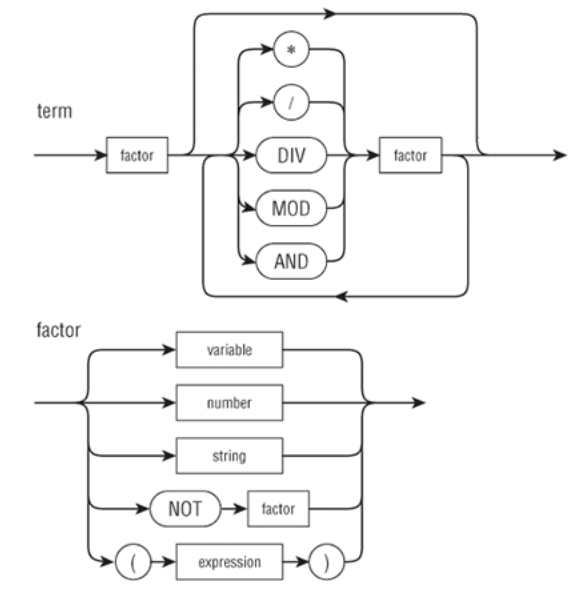 term
factor
*
/
DIV
MOD
AND
factor
factor
variable
number
string
NOT factor
( expression )